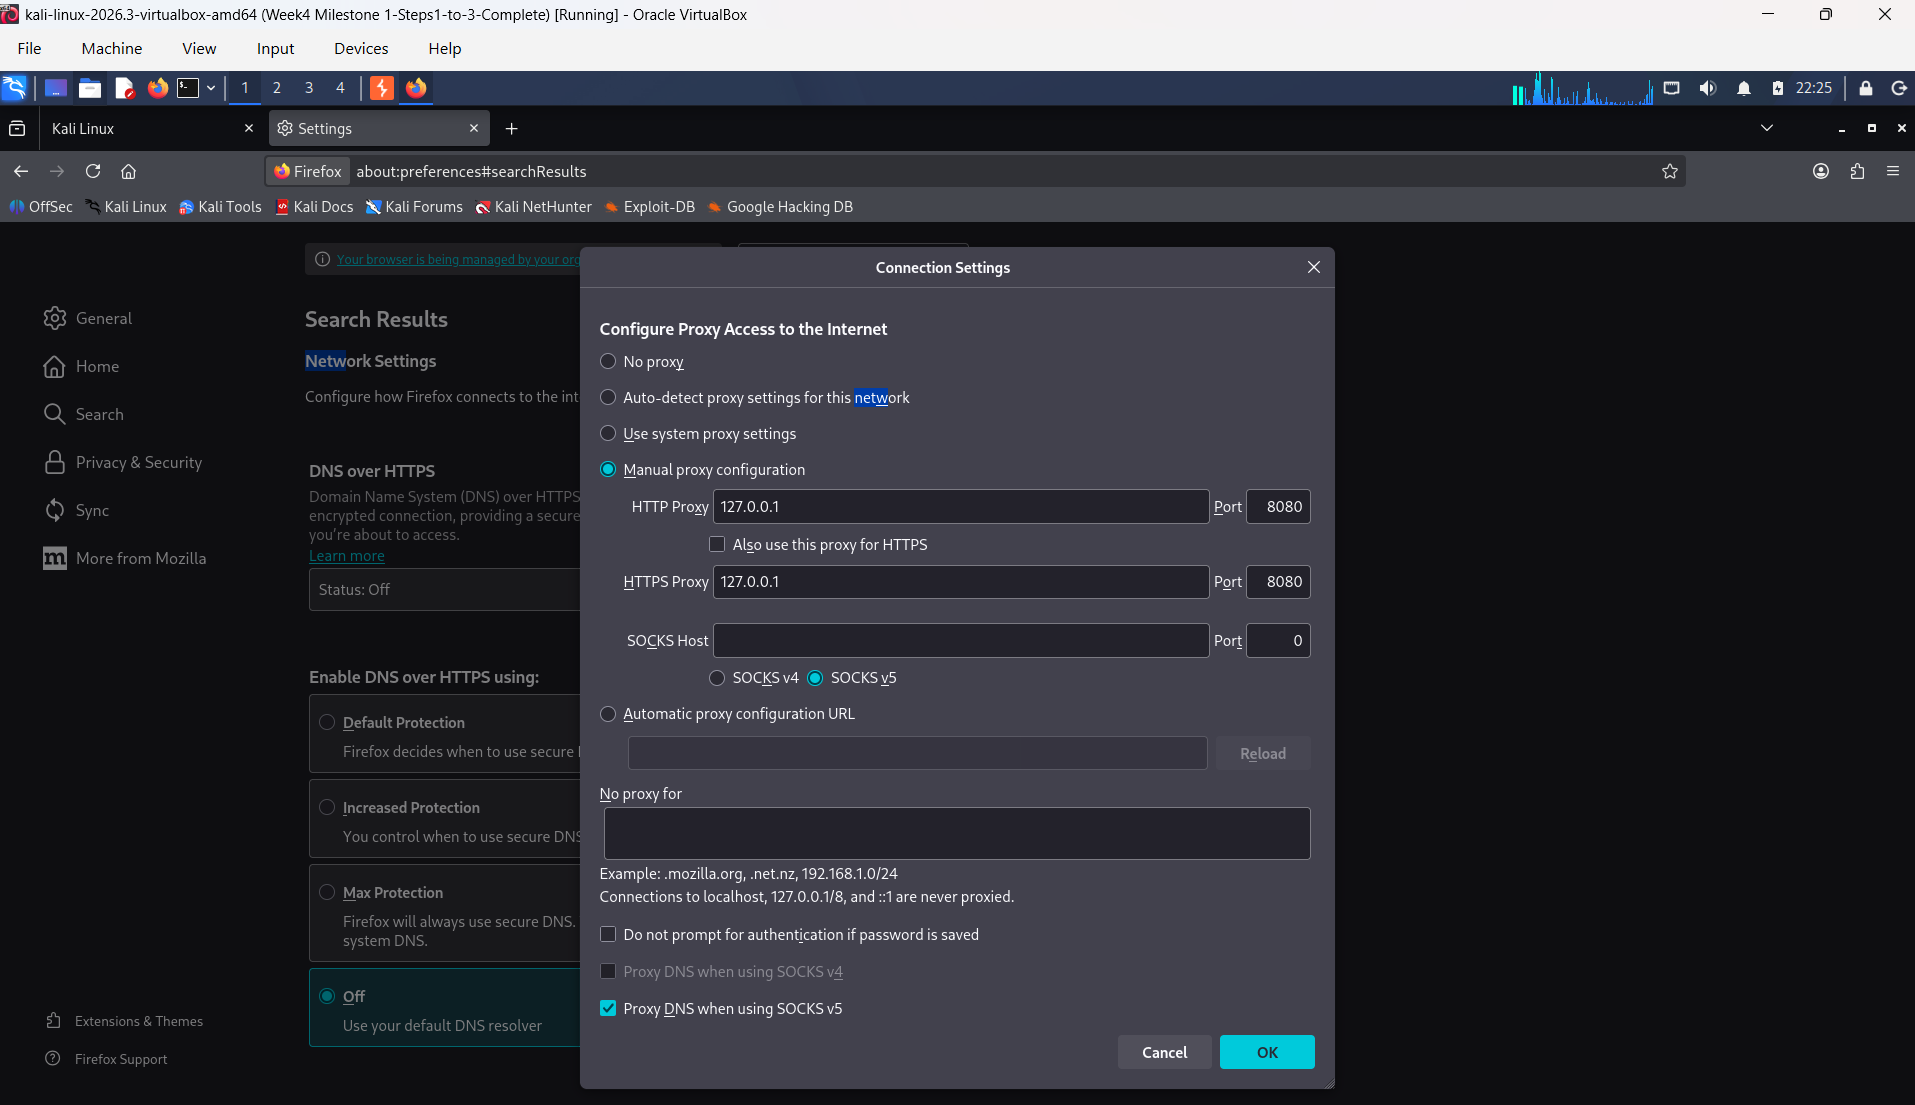 kali-linux-2026.3-virtualbox-amd64 (Week4 Milestone 1-Steps1-to-3-Complete) [Running] - Oracle VirtualBox
File Machine View Input Devices Help
1 2 3 4 22:25
Kali Linux Settings
Firefox about:preferences#searchResults
OffSec Kali Linux Kali Tools Kali Docs Kali Forums Kali NetHunter Exploit-DB Google Hacking DB
Your browser is being managed by your org
General
Home
Search
Privacy & Security
Sync
More from Mozilla
Extensions & Themes
Firefox Support
Search Results
Network Settings
Configure how Firefox connects to the int
DNS over HTTPS
Domain Name System (DNS) over HTTPS
encrypted connection, providing a secure
you're about to access.
Learn more
Status: Off
Enable DNS over HTTPS using:
Default Protection
Firefox decides when to use secure
Increased Protection
You control when to use secure DNS
Max Protection
Firefox will always use secure DNS.
system DNS.
Off
Use your default DNS resolver
Connection Settings
Configure Proxy Access to the Internet
No proxy
Auto-detect proxy settings for this network
Use system proxy settings
Manual proxy configuration
HTTP Proxy 127.0.0.1 Port 8080
Also use this proxy for HTTPS
HTTPS Proxy 127.0.0.1 Port 8080
SOCKS Host Port 0
SOCKS v4 SOCKS v5
Automatic proxy configuration URL
Reload
No proxy for
Example: .mozilla.org, .net.nz, 192.168.1.0/24
Connections to localhost, 127.0.0.1/8, and ::1 are never proxied.
Do not prompt for authentication if password is saved
Proxy DNS when using SOCKS v4
Proxy DNS when using SOCKS v5
Cancel OK